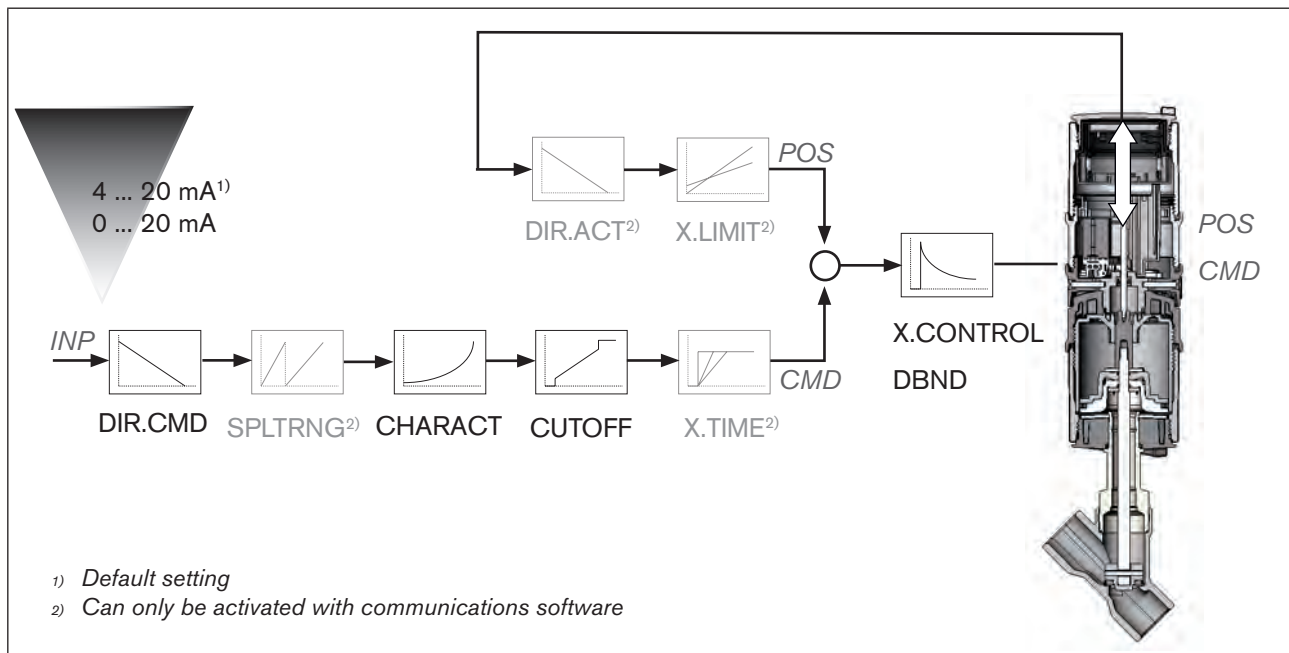 4 ... 20 mA1)
0 ... 20 mA
POS
DIR.ACT2)
X.LIMIT2)
POS
CMD
INP
CMD
X.CONTROL
DBND
DIR.CMD
SPLTRNG2)
CHARACT
CUTOFF
X.TIME2)
1) Default setting
2) Can only be activated with communications software